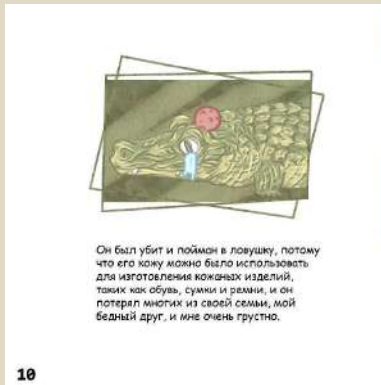 Он был убит и пойман в ловушку, потому
что его кожу можно было использовать
для изготовления кожаных изделий,
таких как обувь, сумки и ремни, и он
потерял многих из своей семьи, мой
бедный друг, и мне очень грустно.
10